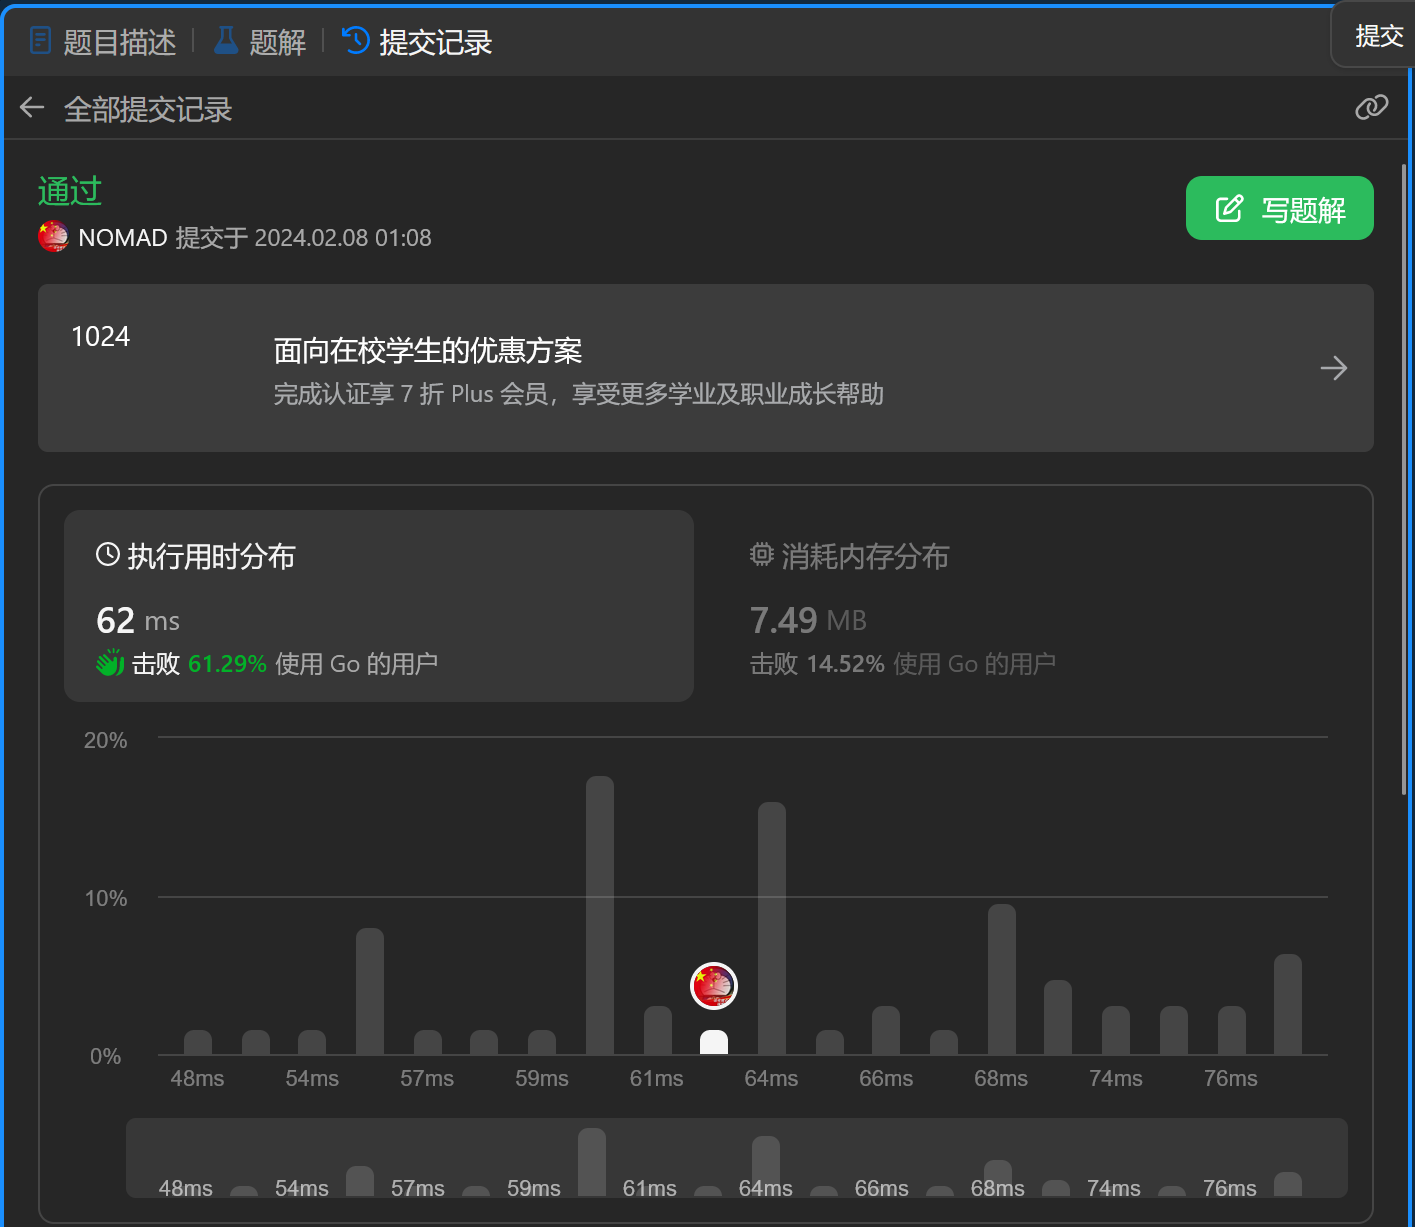 题目描述 题解 提交记录 提交
全部提交记录
通过
写题解
NOMAD 提交于 2024.02.08 01:08
1024
面向在校学生的优惠方案
完成认证享 7 折 Plus 会员，享受更多学业及职业成长帮助
执行用时分布
62 ms
击败 61.29% 使用 Go 的用户
消耗内存分布
7.49 MB
击败 14.52% 使用 Go 的用户
20%
10%
0%
48ms 54ms 57ms 59ms 61ms 64ms 66ms 68ms 74ms 76ms
48ms 54ms 57ms 59ms 61ms 64ms 66ms 68ms 74ms 76ms